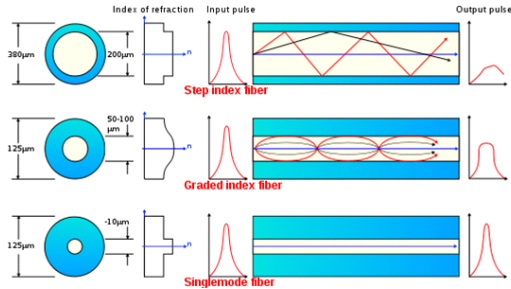 Index of refraction
Input pulse
Output pulse
380µm
200µm
n
Step index fiber
125µm
50-100
µm
n
Graded index fiber
125µm
-10µm
n
Singlemode fiber